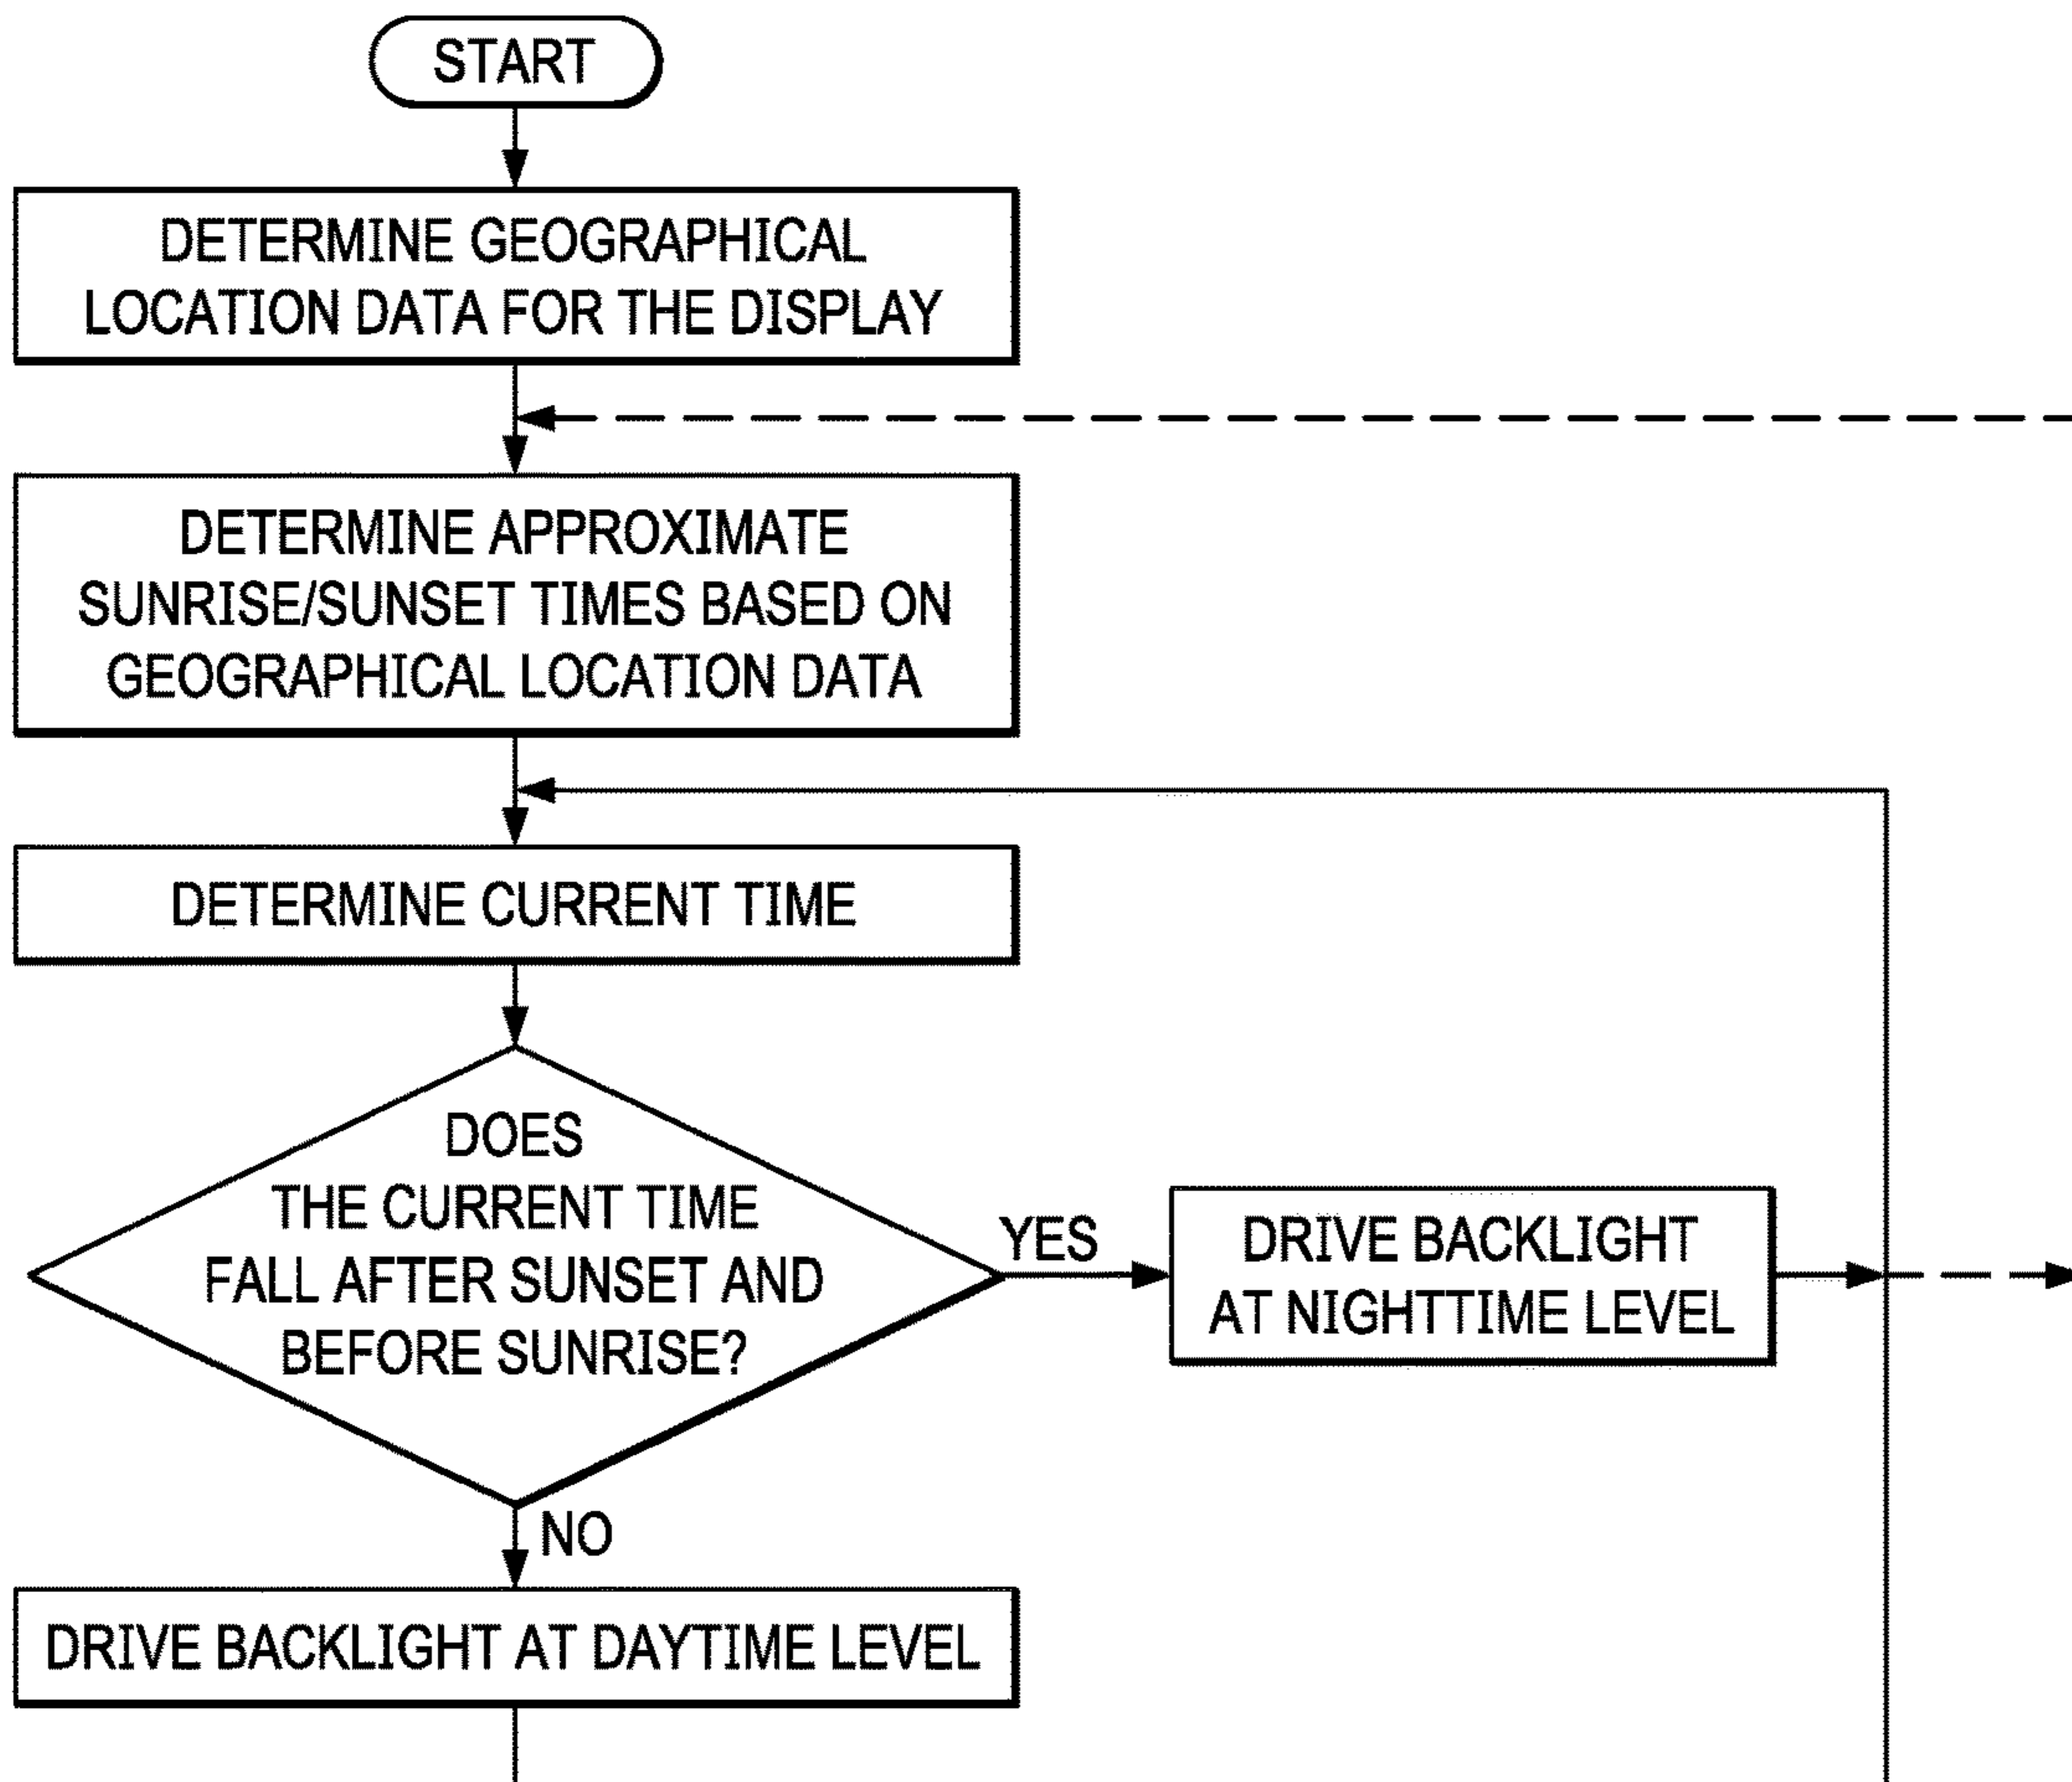 START
DETERMINE GEOGRAPHICAL
LOCATION DATA FOR THE DISPLAY
DETERMINE APPROXIMATE
SUNRISE/SUNSET TIMES BASED ON
GEOGRAPHICAL LOCATION DATA
DETERMINE CURRENT TIME
DOES
THE CURRENT TIME
FALL AFTER SUNSET AND
BEFORE SUNRISE?
YES
DRIVE BACKLIGHT
AT NIGHTTIME LEVEL
NO
DRIVE BACKLIGHT AT DAYTIME LEVEL